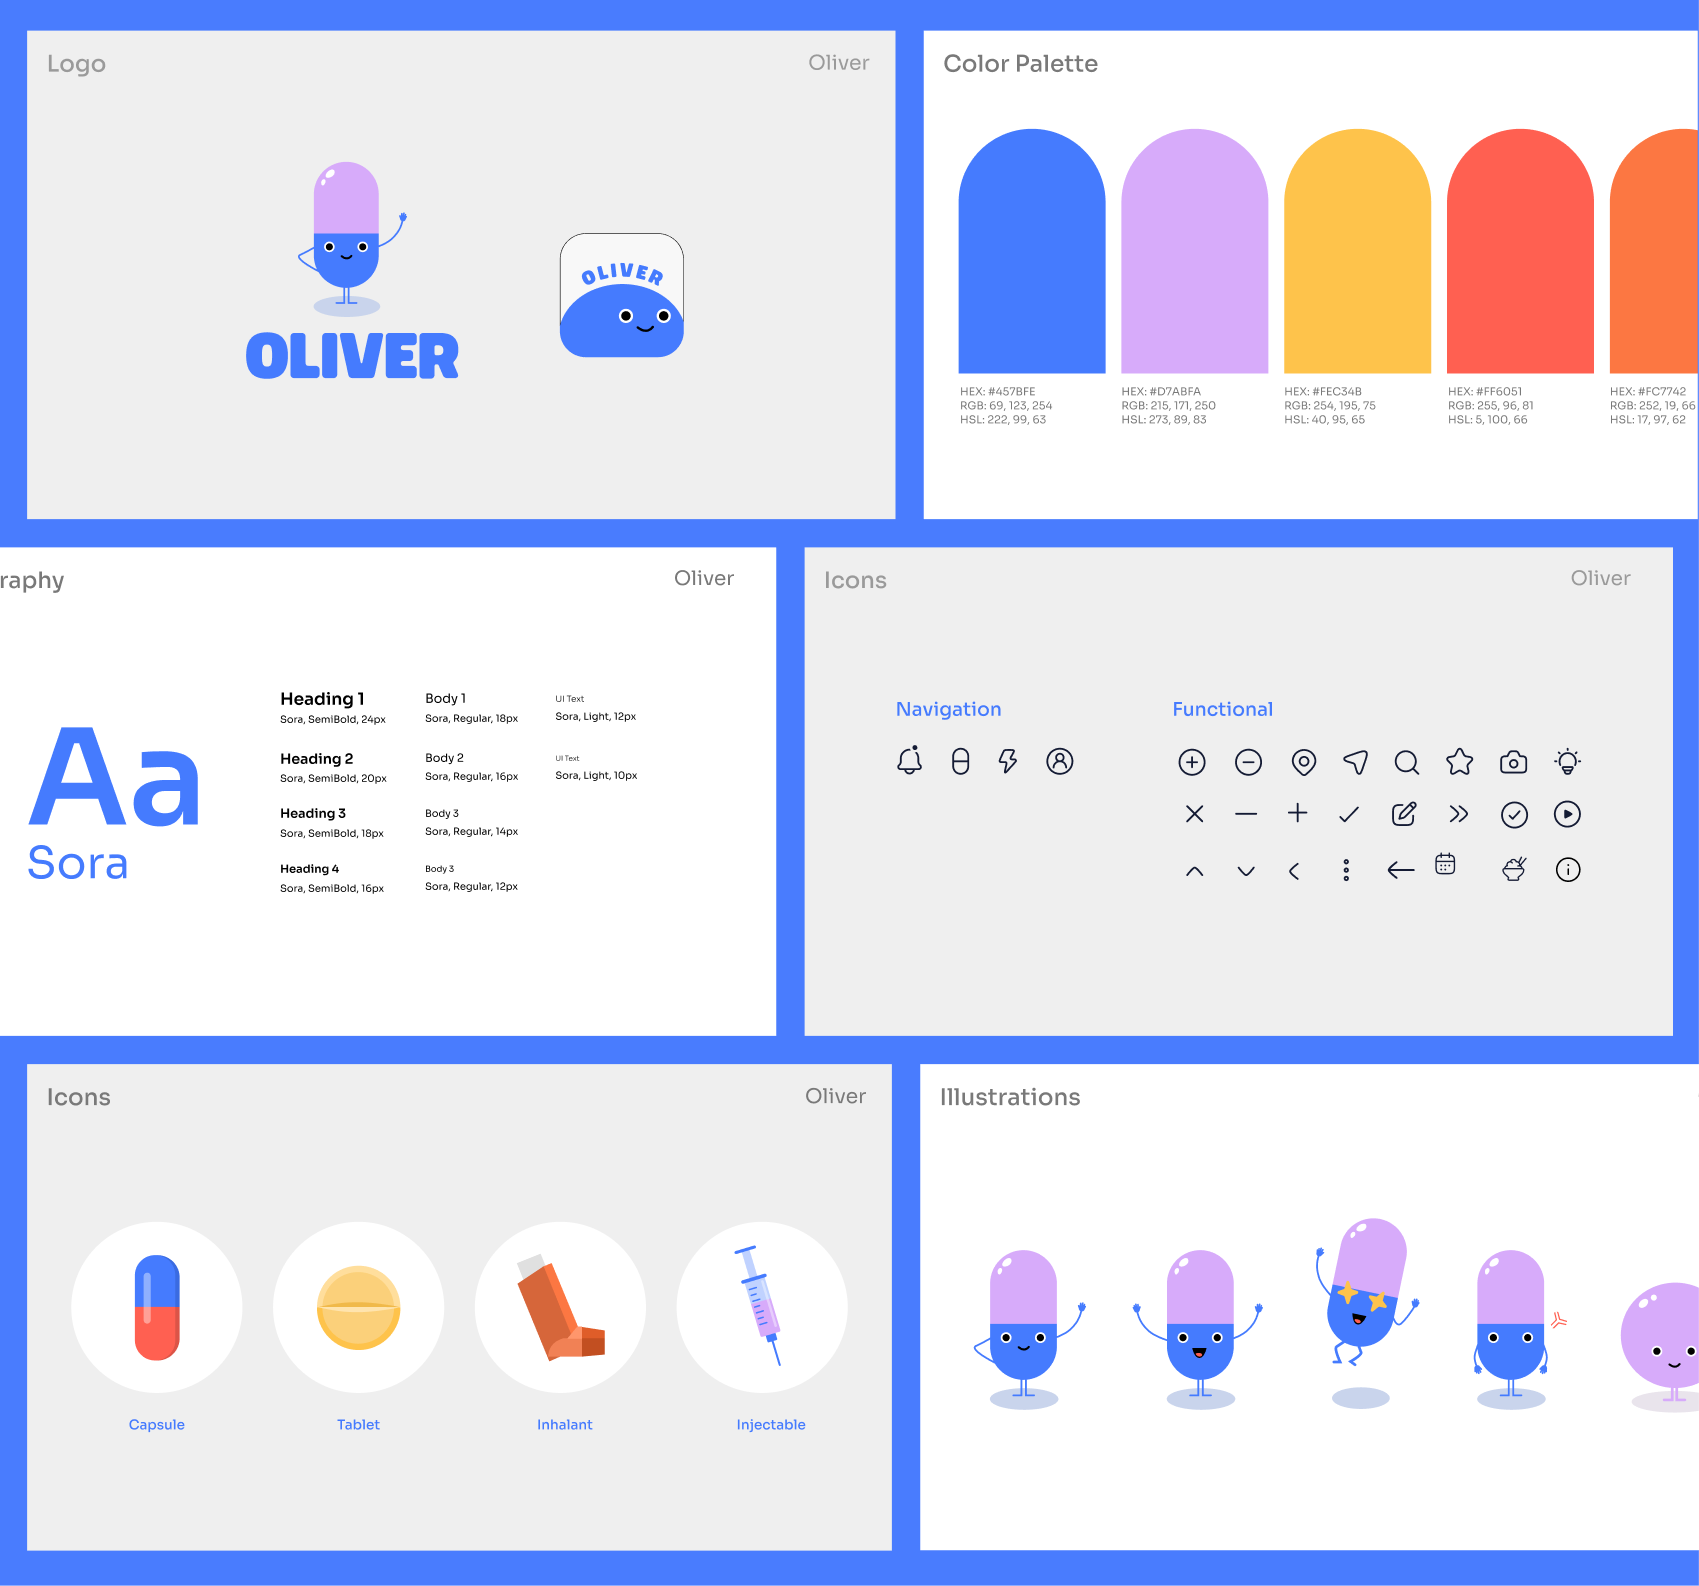 Logo
Oliver
OLIVER
OLIVER
Color Palette
HEX: #457BFE
RGB: 69, 123, 254
HSL: 222, 99, 63
HEX: #D7ABFA
RGB: 215, 171, 250
HSL: 273, 89, 83
HEX: #FEC34B
RGB: 254, 195, 75
HSL: 40, 95, 65
HEX: #FF6051
RGB: 255, 96, 81
HSL: 5, 100, 66
HEX: #FC7742
RGB: 252, 19, 66
HSL: 17, 97, 62
raphy
Oliver
Aa
Sora
Heading 1
Sora, SemiBold, 24px
Heading 2
Sora, SemiBold, 20px
Heading 3
Sora, SemiBold, 18px
Heading 4
Sora, SemiBold, 16px
Body 1
Sora, Regular, 18px
Body 2
Sora, Regular, 16px
Body 3
Sora, Regular, 14px
Body 3
Sora, Regular, 12px
UI Text
Sora, Light, 12px
UI Text
Sora, Light, 10px
Icons
Oliver
Navigation
Functional
Icons
Oliver
Capsule
Tablet
Inhalant
Injectable
Illustrations